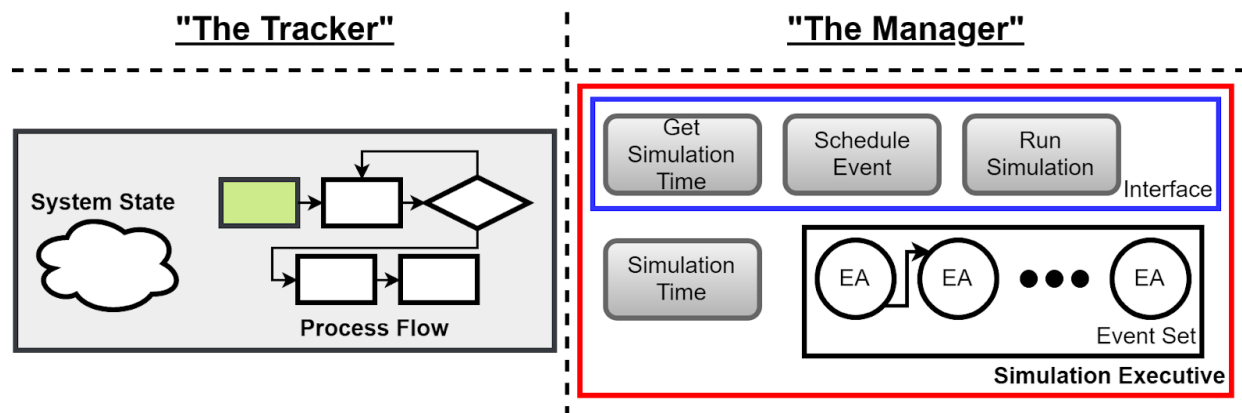 "The Tracker"
"The Manager"
System State
Process Flow
Get
Simulation
Time
Schedule
Event
Run
Simulation
Interface
Simulation
Time
EA
EA
EA
Event Set
Simulation Executive